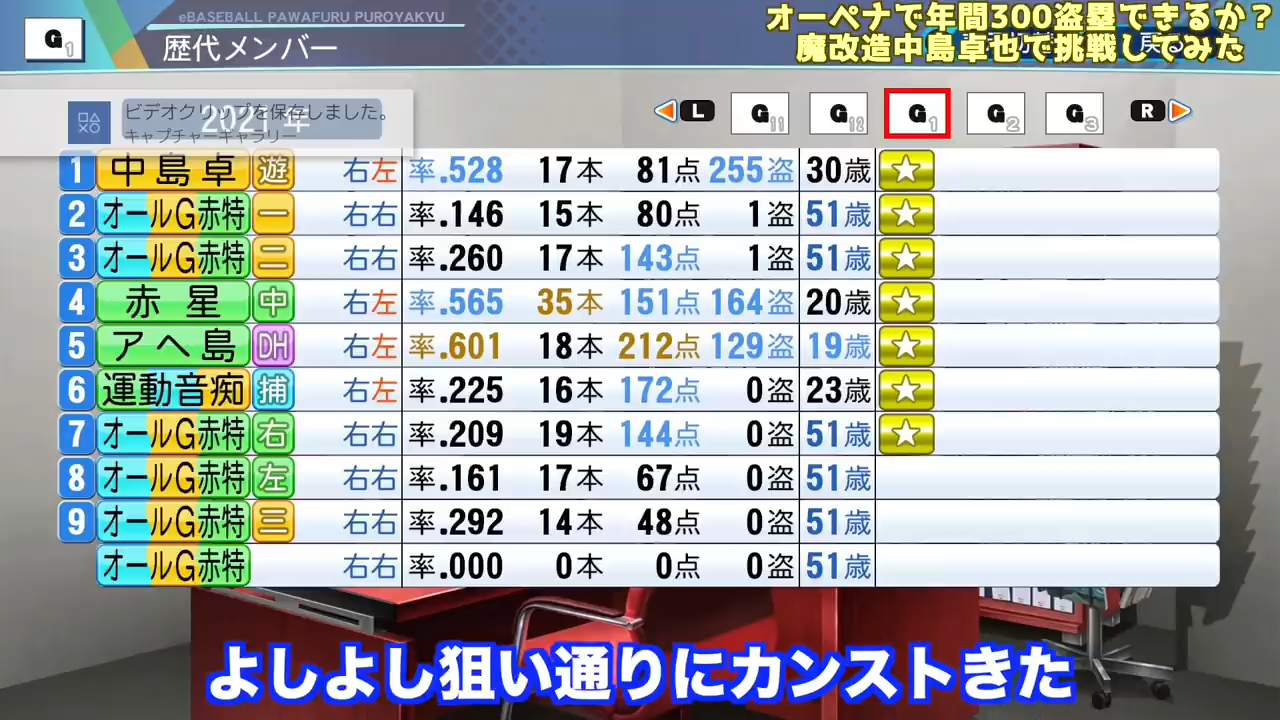 eBASEBALL PAWAFURU PUROYAKYU
オーペナで年間300盗塁できるか?
魔改造中島卓也で挑戦してみた
G1
歴代メンバー
ビデオクリップを保存しました。
キャプチャーギャラリー
L G11 G12 G1 G2 G3 R
1 中島卓 遊 右左 率.528 17本 81点 255盗 30歳
2 オールG赤特 一 右右 率.146 15本 80点 1盗 51歳
3 オールG赤特 二 右右 率.260 17本 143点 1盗 51歳
4 赤星 中 右左 率.565 35本 151点 164盗 20歳
5 アヘ島 DH 右左 率.601 18本 212点 129盗 19歳
6 運動音痴 捕 右左 率.225 16本 172点 0盗 23歳
7 オールG赤特 右 右右 率.209 19本 144点 0盗 51歳
8 オールG赤特 左 右右 率.161 17本 67点 0盗 51歳
9 オールG赤特 三 右右 率.292 14本 48点 0盗 51歳
オールG赤特 右右 率.000 0本 0点 0盗 51歳
よしよし狙い通りにカンストきた